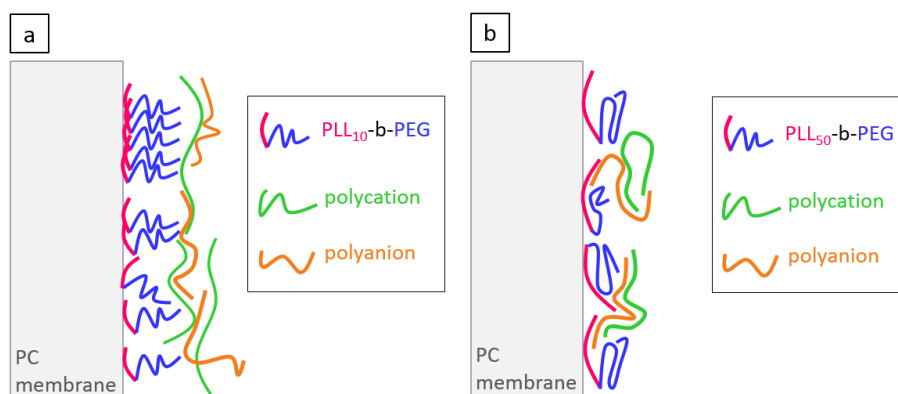 a
PLL10-b-PEG
polycation
polyanion
PC
membrane
b
PLL50-b-PEG
polycation
polyanion
PC
membrane